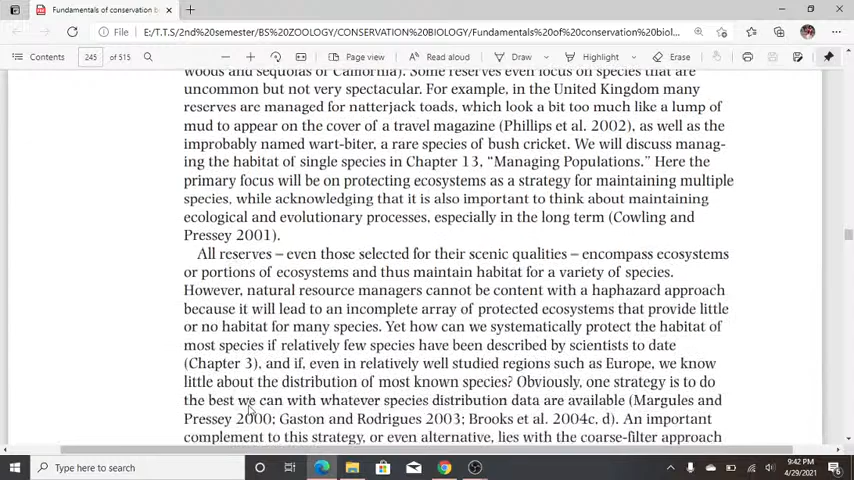 Fundamentals of conservation b
File
E:/T.T.S/2nd%20semester/BS%20ZOOLOGY/CONSERVATION%20BIOLOGY/Fundamentals%20of%20conservation%20biol...
Contents
245 of 515
Page view
Read aloud
Draw
Highlight
Erase
woods and sequoias of California). Some reserves even focus on species that are
uncommon but not very spectacular. For example, in the United Kingdom many
reserves are managed for natterjack toads, which look a bit too much like a lump of
mud to appear on the cover of a travel magazine (Phillips et al. 2002), as well as the
improbably named wart-biter, a rare species of bush cricket. We will discuss manag-
ing the habitat of single species in Chapter 13, “Managing Populations.” Here the
primary focus will be on protecting ecosystems as a strategy for maintaining multiple
species, while acknowledging that it is also important to think about maintaining
ecological and evolutionary processes, especially in the long term (Cowling and
Pressey 2001).
All reserves – even those selected for their scenic qualities – encompass ecosystems
or portions of ecosystems and thus maintain habitat for a variety of species.
However, natural resource managers cannot be content with a haphazard approach
because it will lead to an incomplete array of protected ecosystems that provide little
or no habitat for many species. Yet how can we systematically protect the habitat of
most species if relatively few species have been described by scientists to date
(Chapter 3), and if, even in relatively well studied regions such as Europe, we know
little about the distribution of most known species? Obviously, one strategy is to do
the best we can with whatever species distribution data are available (Margules and
Pressey 2000; Gaston and Rodrigues 2003; Brooks et al. 2004c, d). An important
complement to this strategy, or even alternative, lies with the coarse-filter approach
Type here to search
9:42 PM
4/29/2021